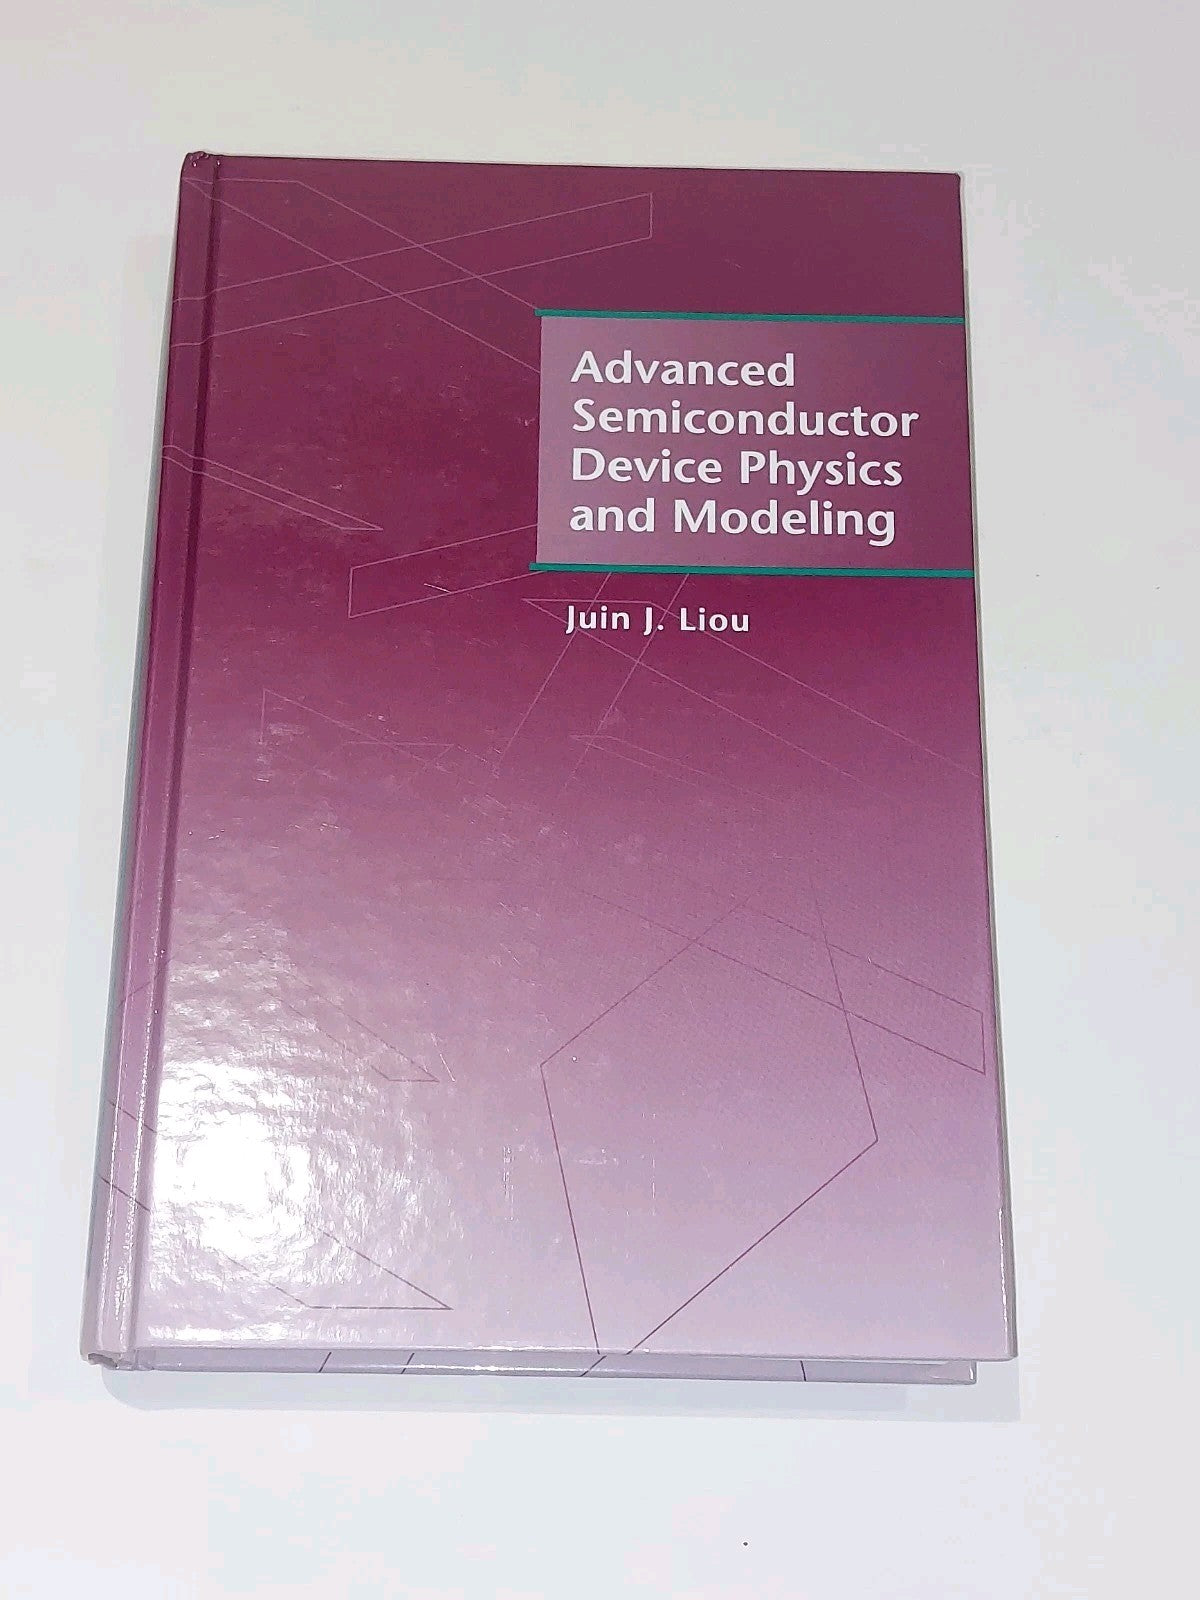 Advanced
Semiconductor
Device Physics
and Modeling
Juin J. Liou